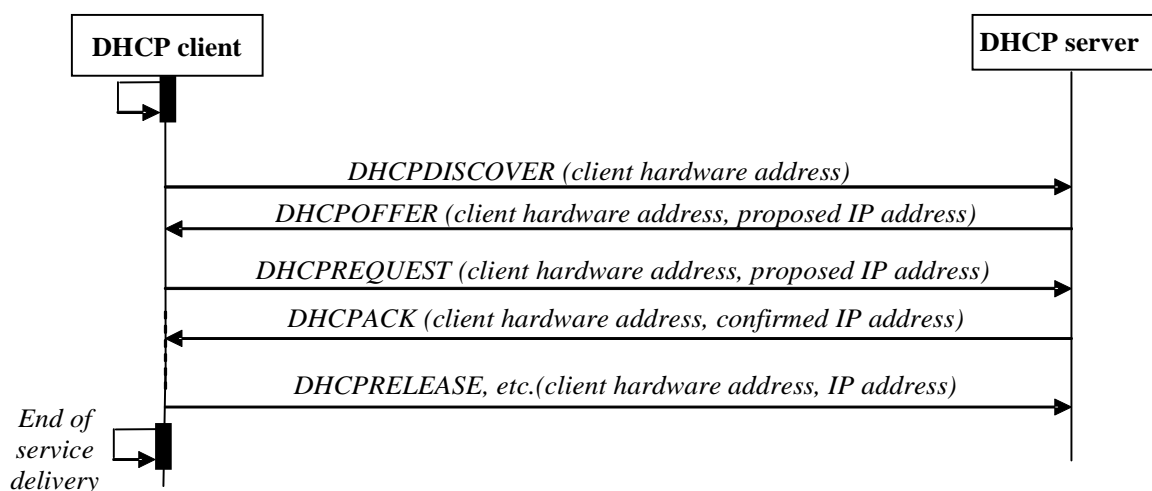 DHCP client
DHCP server
DHCPDISCOVER (client hardware address)
DHCPOFFER (client hardware address, proposed IP address)
DHCPREQUEST (client hardware address, proposed IP address)
DHCPACK (client hardware address, confirmed IP address)
DHCPRELEASE, etc.(client hardware address, IP address)
End of
service
delivery